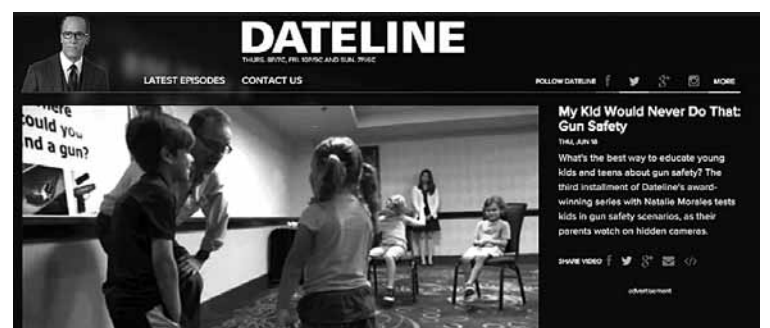 DATELINE
THURS. 8P/7C, FRI. 10P/9C AND SUN. 7P/6C
LATEST EPISODES CONTACT US
FOLLOW DATELINE
MORE
could you
nd a gun?
My Kid Would Never Do That:
Gun Safety
THU, JUN 18
What's the best way to educate young
kids and teens about gun safety? The
third installment of Dateline's award-
winning series with Natalie Morales tests
kids in gun safety scenarios, as their
parents watch on hidden cameras.
SHARE VIDEO
advertisement